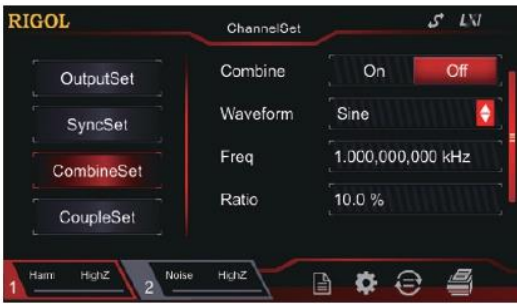 RIGOL
ChannelSet
LXI
OutputSet
SyncSet
CombineSet
CoupleSet
Combine On Off
Waveform Sine
Freq 1.000,000,000 kHz
Ratio 10.0 %
1 Harm HighZ
2 Noise HighZ